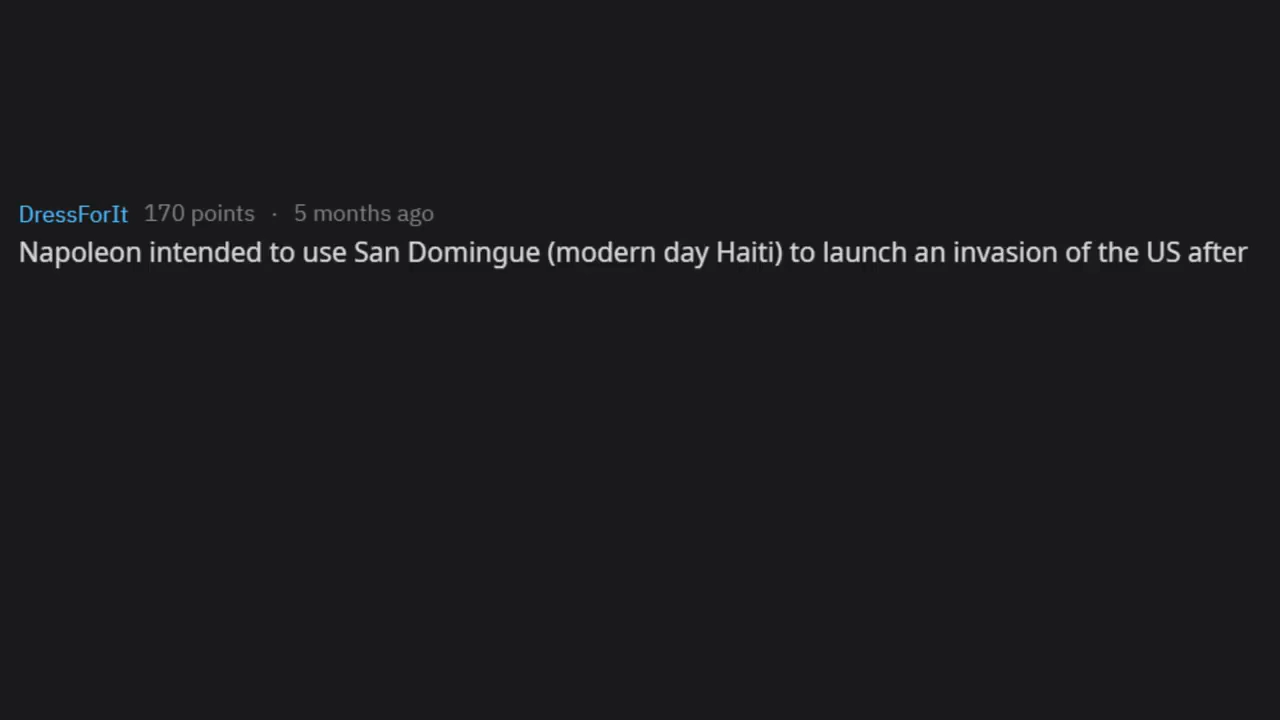 DressForIt 170 points · 5 months ago
Napoleon intended to use San Domingue (modern day Haiti) to launch an invasion of the US after